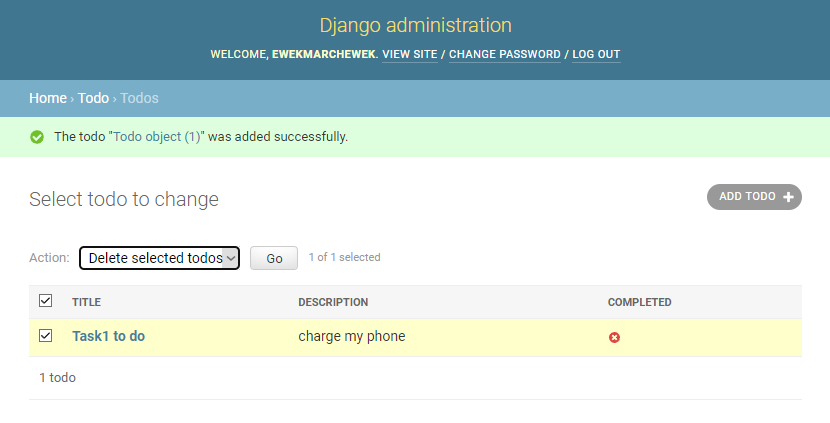 Django administration
WELCOME, EWEKMARCHEWEK. VIEW SITE / CHANGE PASSWORD / LOG OUT
Home › Todo › Todos
The todo "Todo object (1)" was added successfully.
Select todo to change
ADD TODO +
Action: Delete selected todos Go 1 of 1 selected
TITLE DESCRIPTION COMPLETED
Task1 to do charge my phone
1 todo